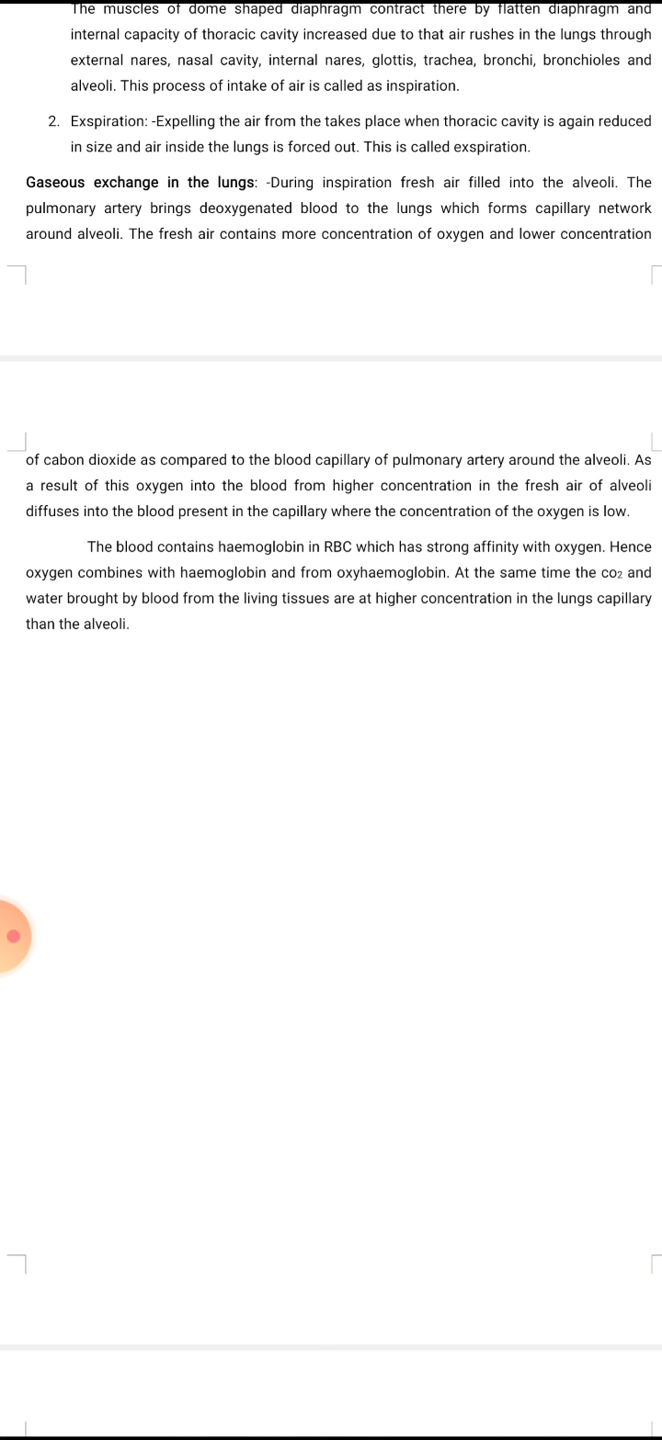 The muscles of dome shaped diaphragm contract there by flatten diaphragm and
internal capacity of thoracic cavity increased due to that air rushes in the lungs through
external nares, nasal cavity, internal nares, glottis, trachea, bronchi, bronchioles and
alveoli. This process of intake of air is called as inspiration.
2. Exspiration: -Expelling the air from the takes place when thoracic cavity is again reduced
in size and air inside the lungs is forced out. This is called exspiration.
Gaseous exchange in the lungs: -During inspiration fresh air filled into the alveoli. The
pulmonary artery brings deoxygenated blood to the lungs which forms capillary network
around alveoli. The fresh air contains more concentration of oxygen and lower concentration
of cabon dioxide as compared to the blood capillary of pulmonary artery around the alveoli. As
a result of this oxygen into the blood from higher concentration in the fresh air of alveoli
diffuses into the blood present in the capillary where the concentration of the oxygen is low.
The blood contains haemoglobin in RBC which has strong affinity with oxygen. Hence
oxygen combines with haemoglobin and from oxyhaemoglobin. At the same time the co₂ and
water brought by blood from the living tissues are at higher concentration in the lungs capillary
than the alveoli.